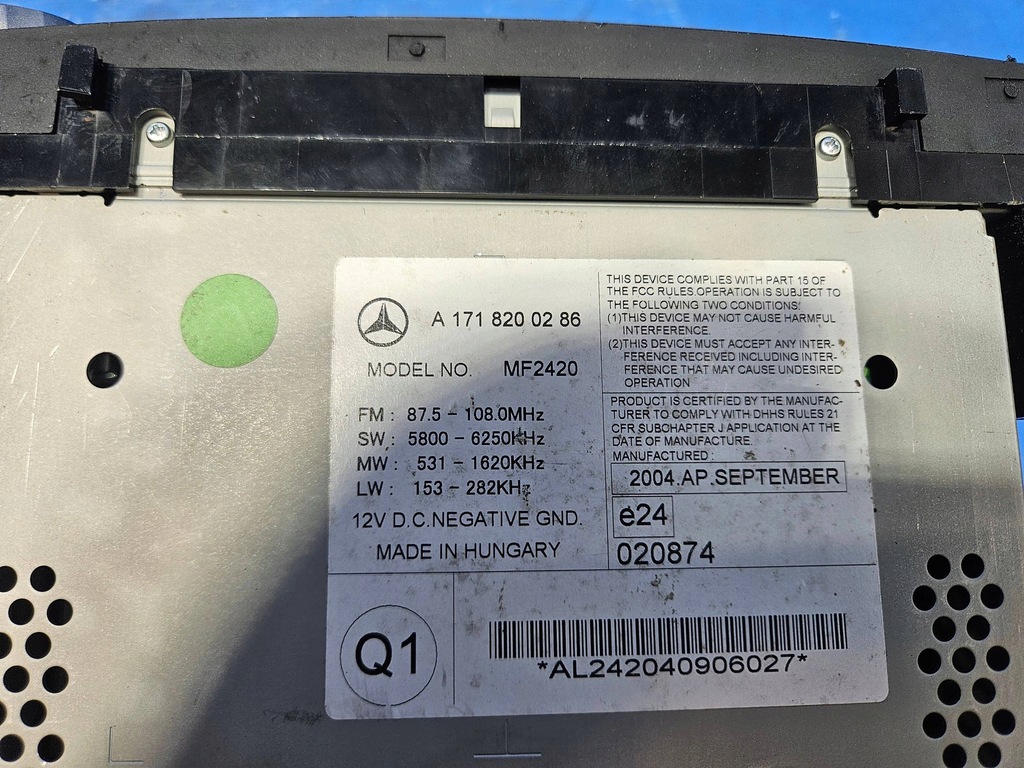 A 171 820 02 86
MODEL NO. MF2420
FM : 87.5 - 108.0MHz
SW : 5800 - 6250KHz
MW : 531 - 1620KHz
LW : 153 - 282KHz
12V D.C.NEGATIVE GND.
MADE IN HUNGARY
THIS DEVICE COMPLIES WITH PART 15 OF
THE FCC RULES.OPERATION IS SUBJECT TO
THE FOLLOWING TWO CONDITIONS;
(1)THIS DEVICE MAY NOT CAUSE HARMFUL
INTERFERENCE.
(2)THIS DEVICE MUST ACCEPT ANY INTER-
FERENCE RECEIVED INCLUDING INTER-
FERENCE THAT MAY CAUSE UNDESIRED
OPERATION
PRODUCT IS CERTIFIED BY THE MANUFAC-
TURER TO COMPLY WITH DHHS RULES 21
CFR SUBOHAPTER J APPLICATION AT THE
DATE OF MANUFACTURE.
MANUFACTURED :
2004.AP.SEPTEMBER
e24
020874
Q1
*AL242040906027*